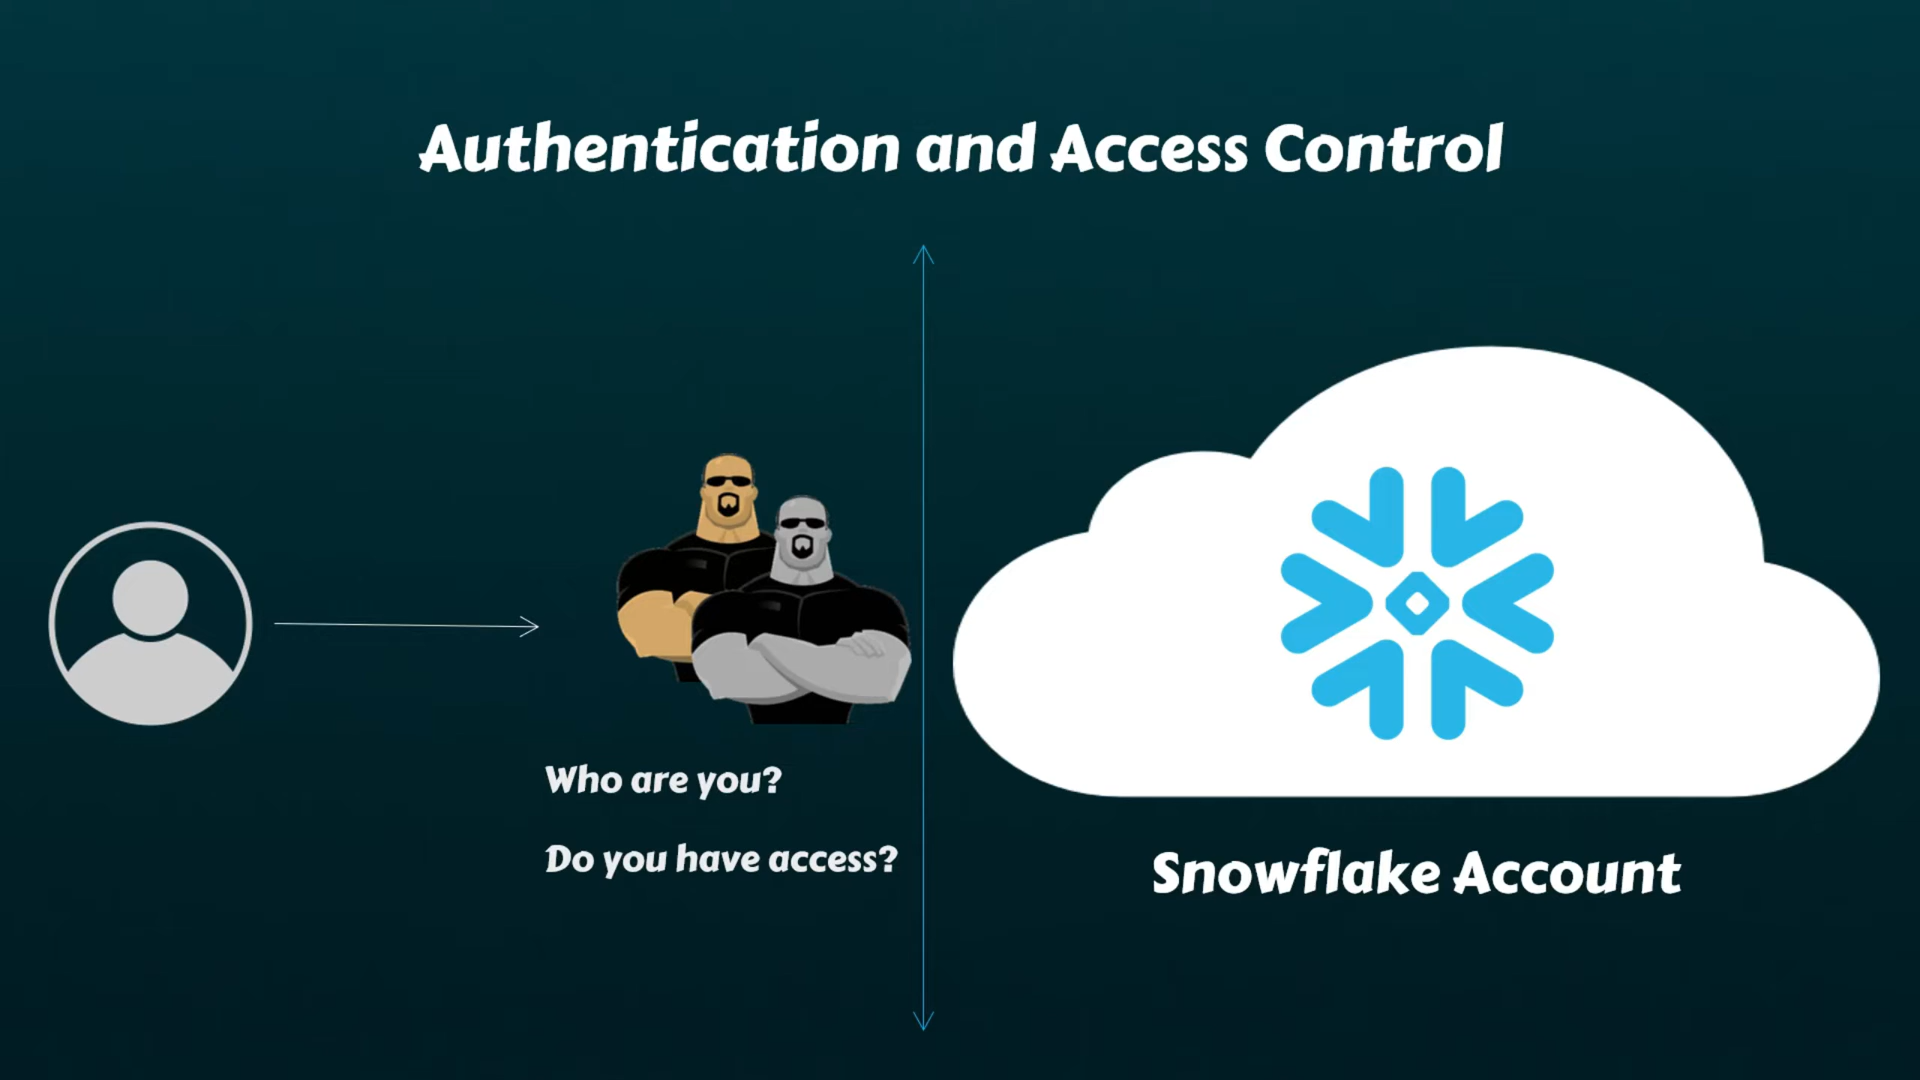 Authentication and Access Control
Who are you?
Do you have access?
Snowflake Account